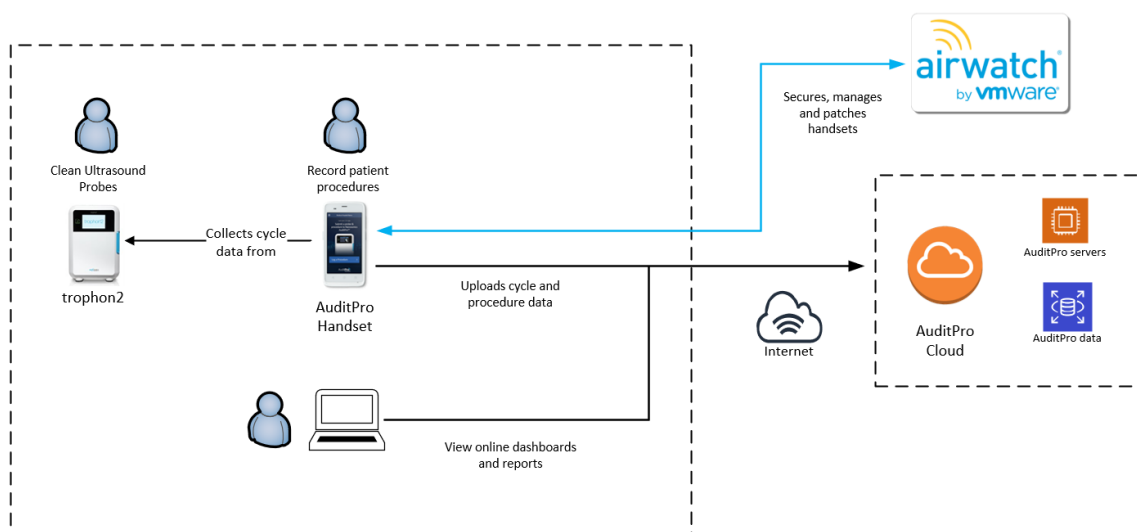 airwatch
by vmware
Secures, manages
and patches
handsets
Clean Ultrasound
Probes
Record patient
procedures
Collects cycle
data from
trophon2
AuditPro
Handset
Uploads cycle and
procedure data
Internet
AuditPro
Cloud
AuditPro servers
AuditPro data
View online dashboards
and reports